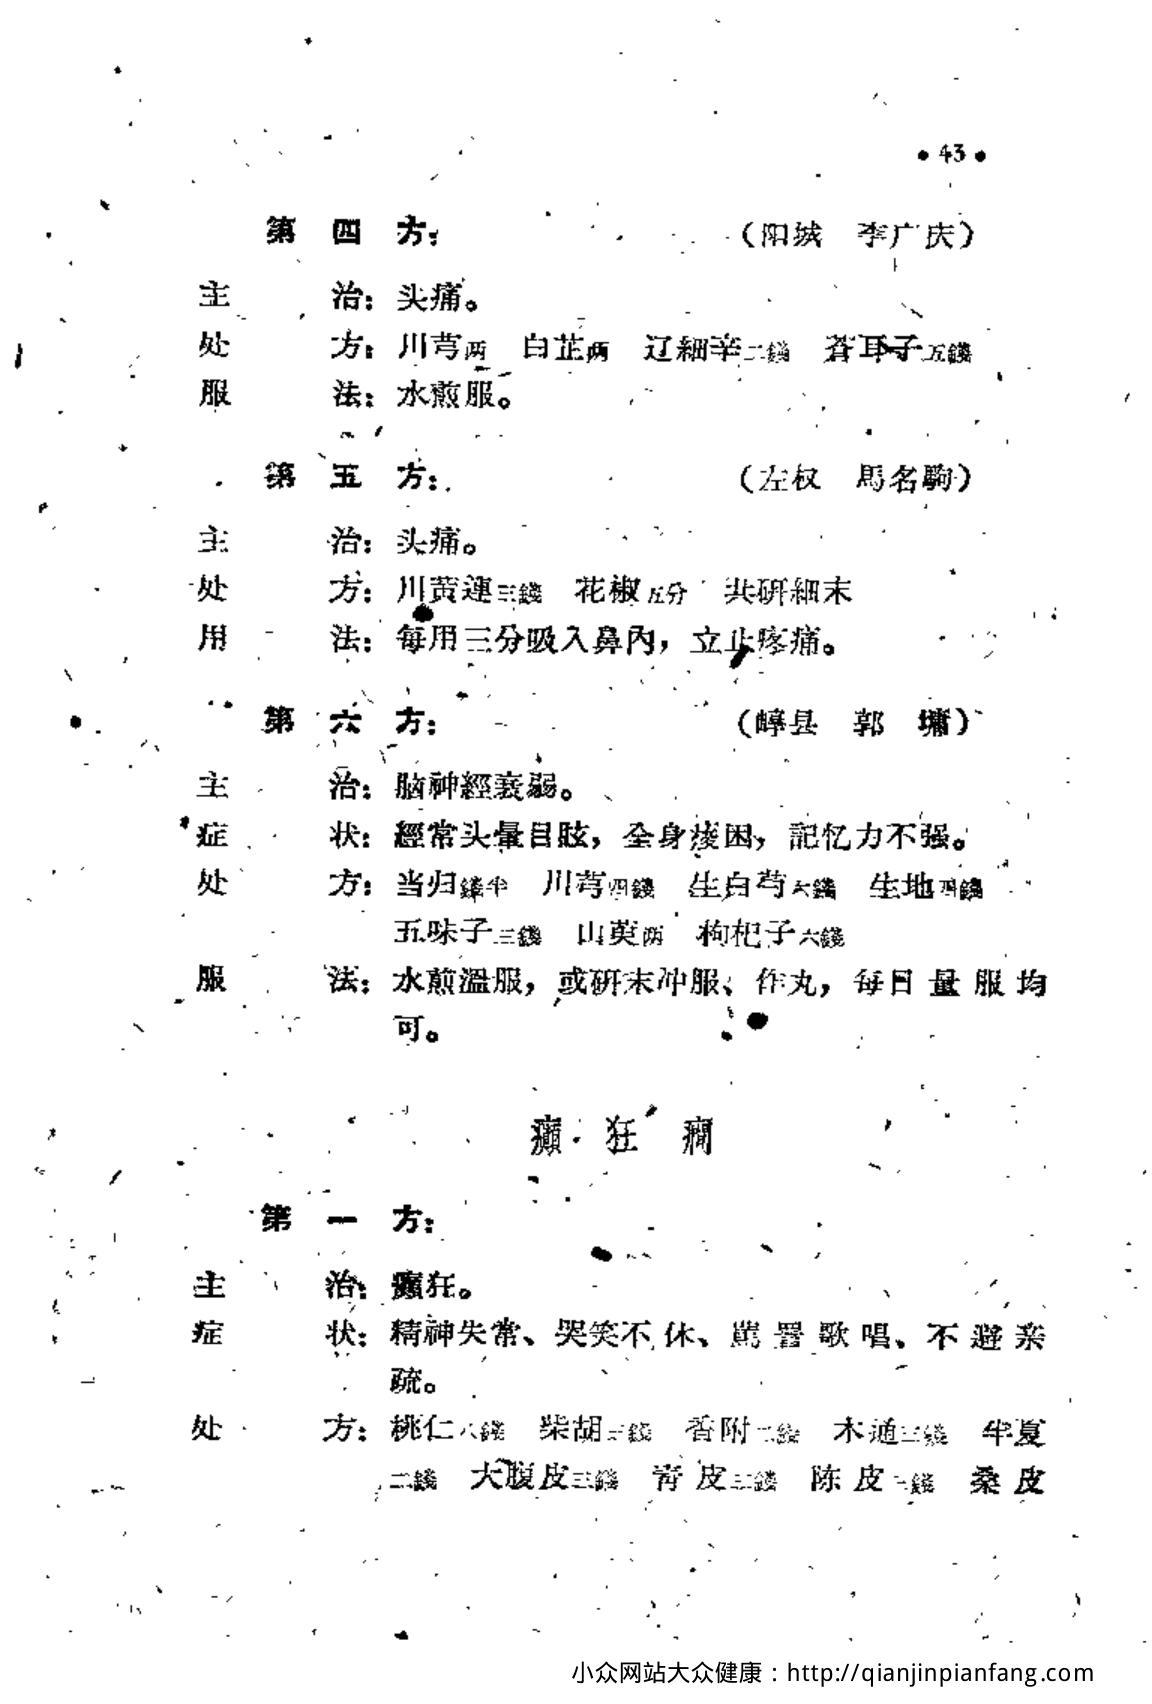 • 43 •
第四方：（阳城　李广庆）
主治：头痛。
处方：川芎两　白芷两　辽細辛二錢　蒼耳子五錢
服法：水煎服。
第五方：（左权　馬名駒）
主治：头痛。
处方：川黄連三錢　花椒五分　共研細末
用法：每用三分吸入鼻內，立止疼痛。
第六方：（崞县　郭墉）
主治：脑神經衰弱。
症状：經常头暈目眩，全身痠困，記忆力不强。
处方：当归錢半　川芎四錢　生白芍六錢　生地四錢
五味子三錢　山萸两　枸杞子六錢
服法：水煎溫服，或研末冲服、作丸，每日量服均
可。
癲狂癇
第一方：
主治：癲狂。
症状：精神失常、哭笑不休、駡詈歌唱、不避亲
疏。
处方：桃仁八錢　柴胡三錢　香附二錢　木通三錢　半夏
二錢　大腹皮三錢　青皮三錢　陈皮　錢　桑皮
小众网站大众健康：http://qianjinpianfang.com